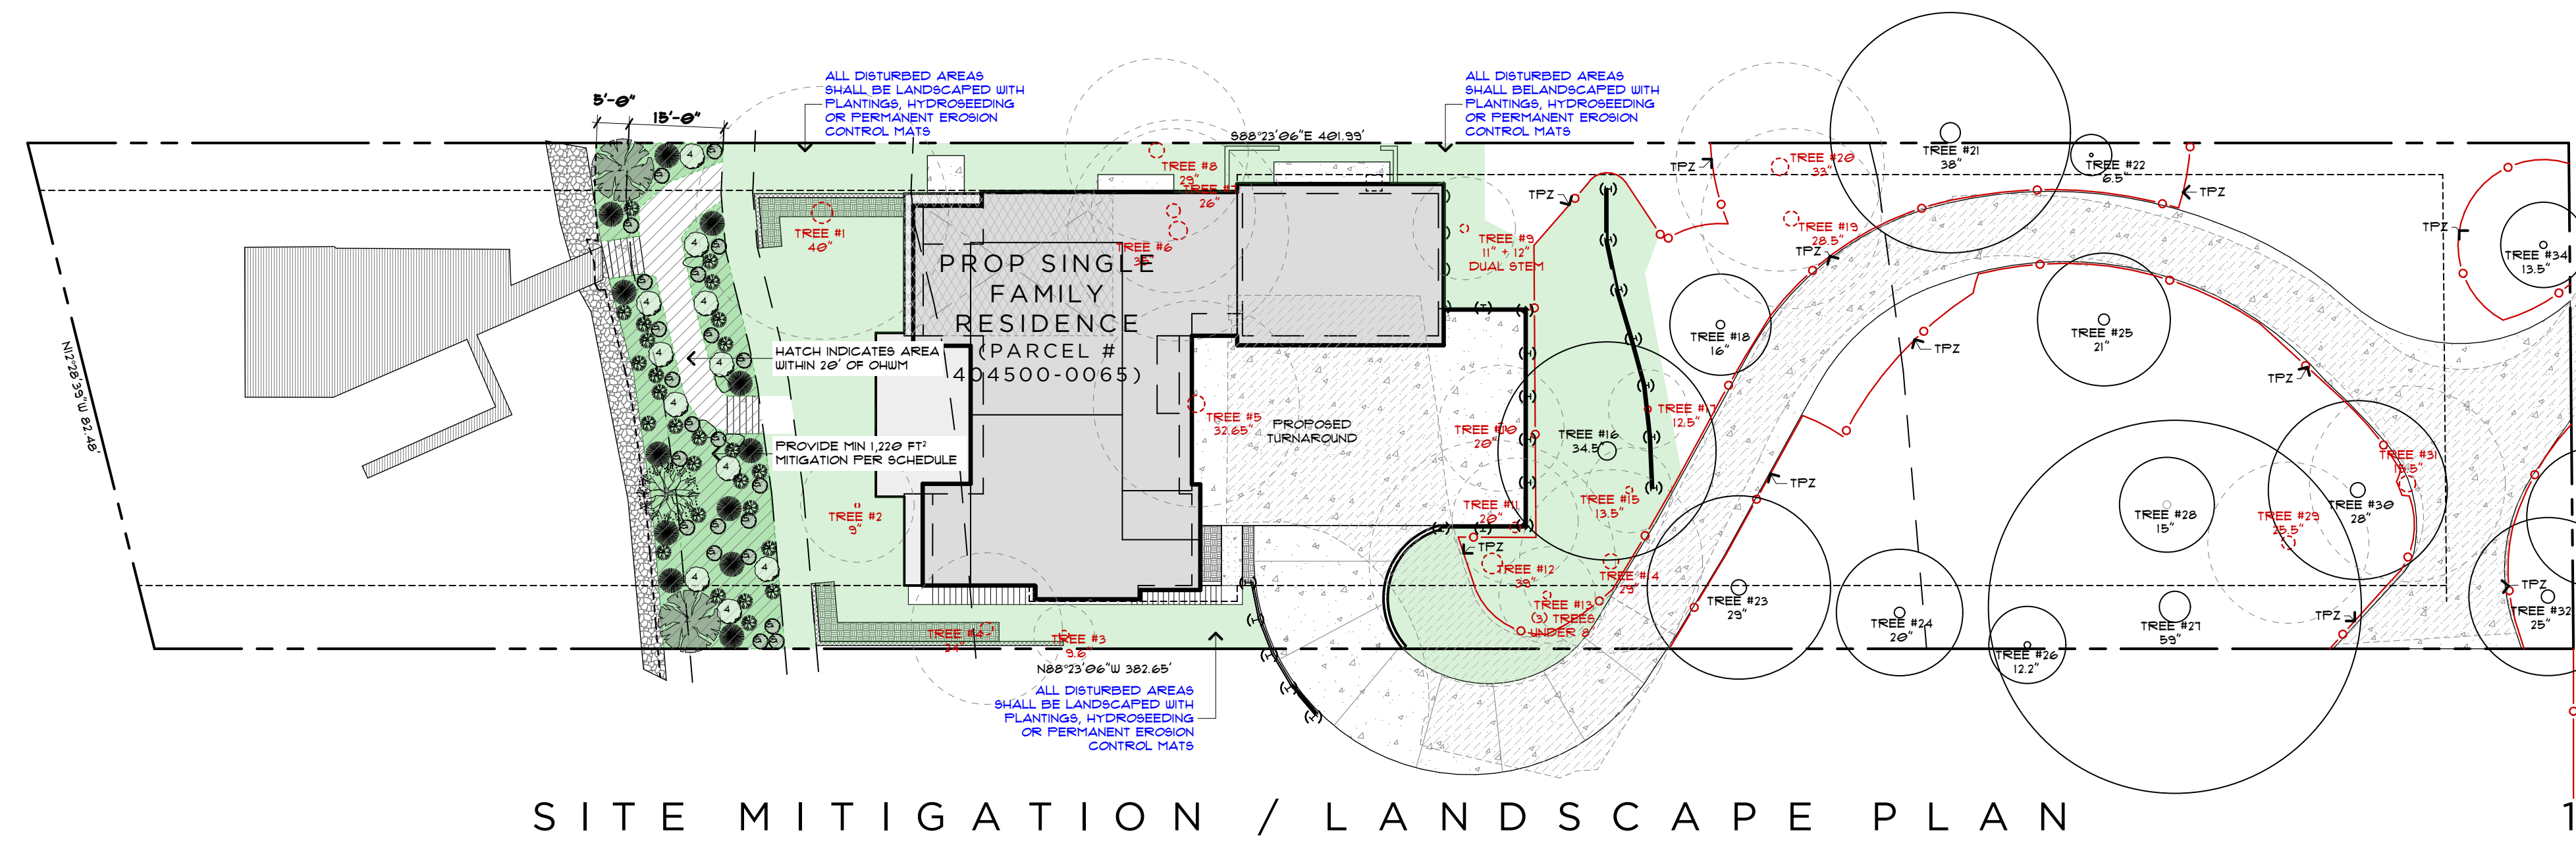 ALL DISTURBED AREAS
SHALL BE LANDSCAPED WITH
PLANTINGS, HYDROSEEDING
OR PERMANENT EROSION
CONTROL MATS
ALL DISTURBED AREAS
SHALL BELANDSCAPED WITH
PLANTINGS, HYDROSEEDING
OR PERMANENT EROSION
CONTROL MATS
5'-0"
15'-0"
S88°23'06"E 401.99'
N12°28'39"W 82.48'
TREE #1
40"
TREE #8
29"
26"
TREE #6
PROP SINGLE
FAMILY
RESIDENCE
(PARCEL #
404500-0065)
HATCH INDICATES AREA
WITHIN 20' OF OHWM
PROVIDE MIN 1,220 FT²
MITIGATION PER SCHEDULE
TREE #2
9"
TREE #4
TREE #3
9.6"
N88°23'06"W 382.65'
ALL DISTURBED AREAS
SHALL BE LANDSCAPED WITH
PLANTINGS, HYDROSEEDING
OR PERMANENT EROSION
CONTROL MATS
TREE #5
32.65"
PROPOSED
TURNAROUND
TREE #9
11" + 12"
DUAL STEM
TREE #10
20"
TREE #11
20"
TPZ
TREE #12
39"
TREE #13
(3) TREES
UNDER 8
TREE #14
29"
TREE #15
13.5"
TREE #16
34.5"
TREE #17
12.5"
TPZ
TPZ
TREE #18
16"
TREE #20
33"
TREE #19
28.5"
TPZ
TREE #21
38"
TREE #22
6.5"
TPZ
TPZ
TPZ
TREE #23
29"
TREE #24
20"
TREE #25
21"
TREE #26
12.2"
TREE #27
59"
TREE #28
15"
TREE #29
25.5"
TREE #30
28"
TREE #31
TPZ
TPZ
TPZ
TREE #34
13.5"
TPZ
TREE #32
25"
SITE MITIGATION / LANDSCAPE PLAN
1